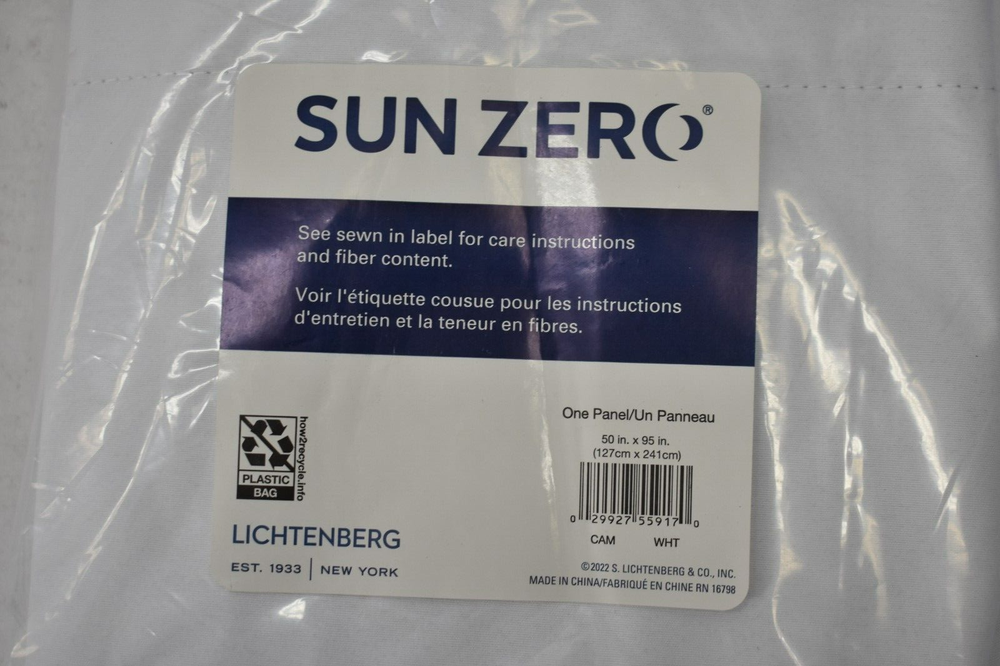 SUN ZERO®
See sewn in label for care instructions
and fiber content.
Voir l'étiquette cousue pour les instructions
d'entretien et la teneur en fibres.
how2recycle.info
PLASTIC
BAG
LICHTENBERG
EST. 1933 | NEW YORK
One Panel/Un Panneau
50 in. x 95 in.
(127cm x 241cm)
0 29927 55917 0
CAM WHT
©2022 S. LICHTENBERG & CO., INC.
MADE IN CHINA/FABRIQUÉ EN CHINE RN 16798